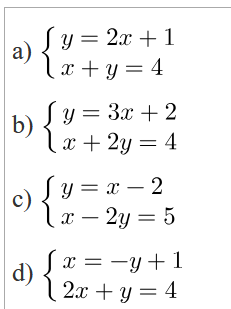 a) { y = 2x + 1
x + y = 4
b) { y = 3x + 2
x + 2y = 4
c) { y = x − 2
x − 2y = 5
d) { x = −y + 1
2x + y = 4